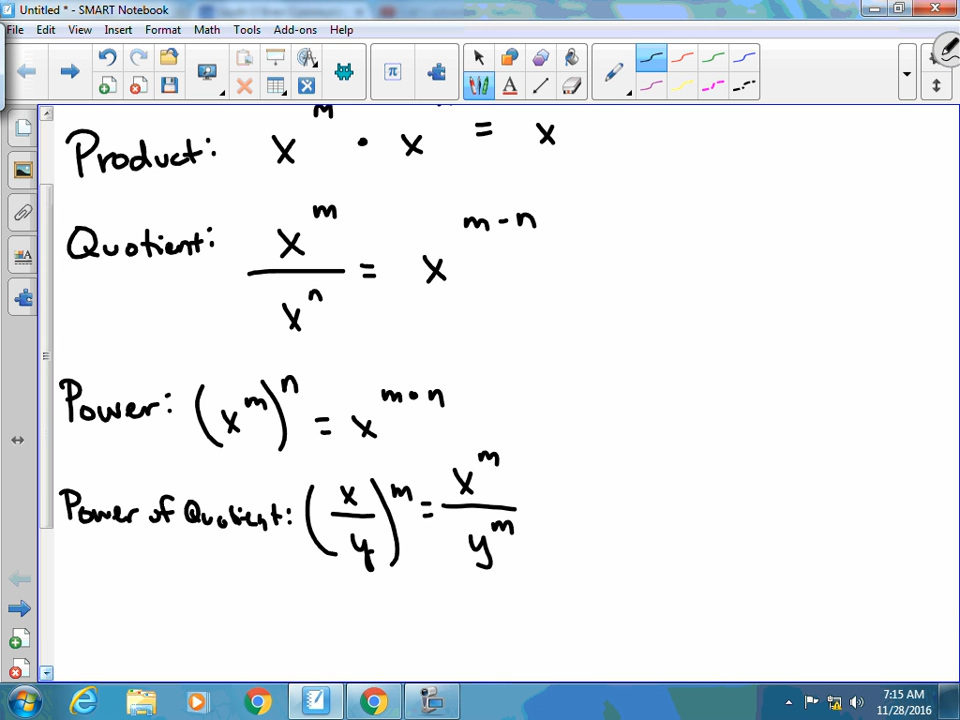 Untitled * - SMART Notebook
File Edit View Insert Format Math Tools Add-ons Help
Product: x^m · x = x
Quotient: x^m / x^n = x^(m-n)
Power: (x^m)^n = x^(m•n)
Power of Quotient: (x/y)^m = x^m / y^m
7:15 AM
11/28/2016